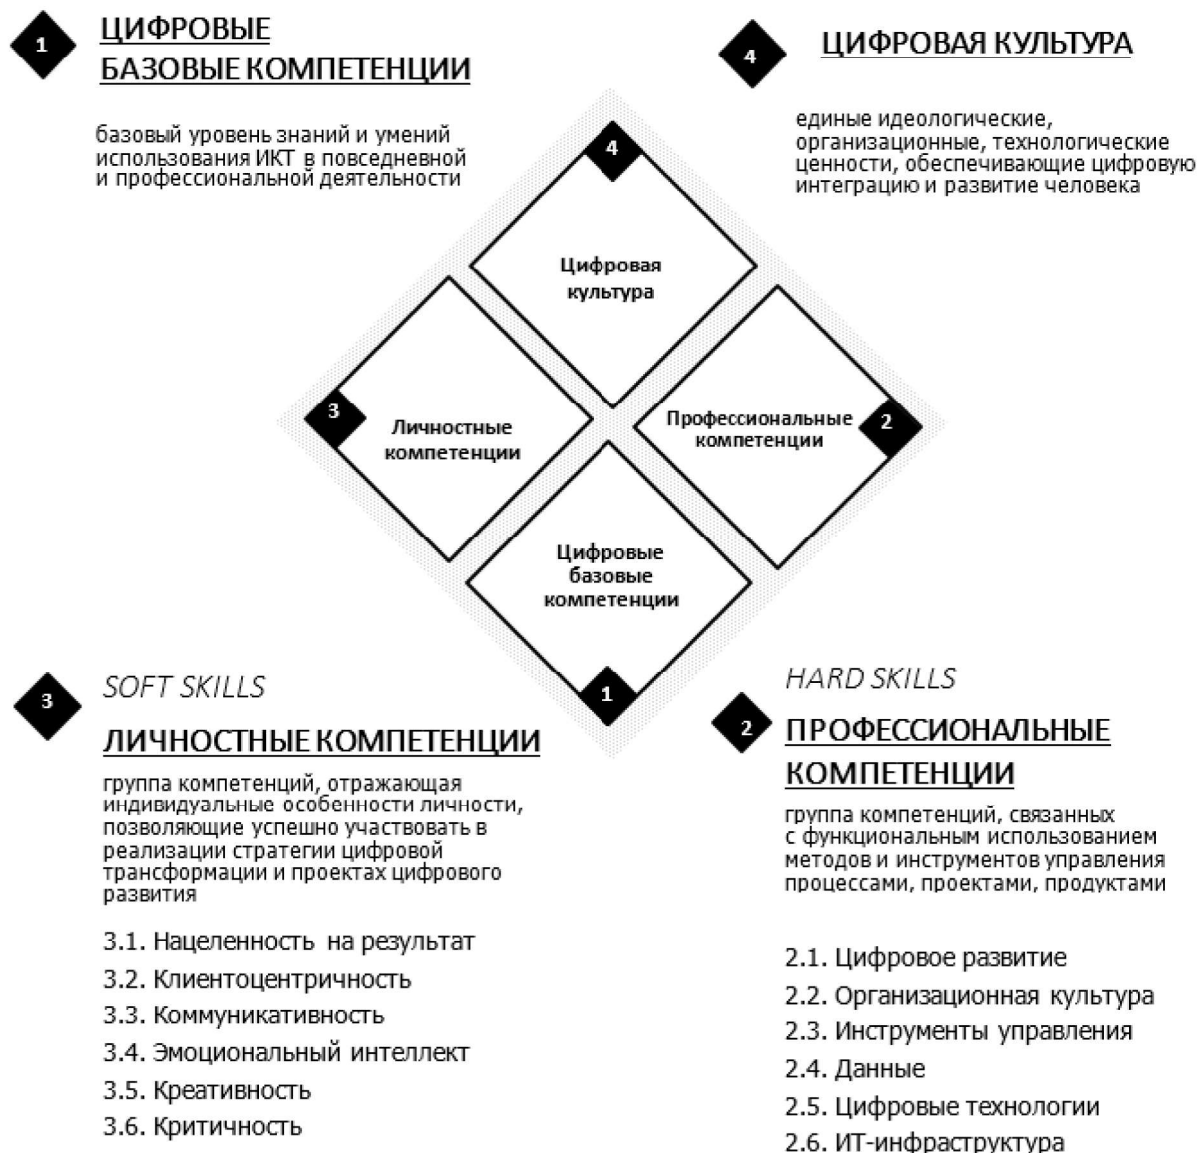 1
ЦИФРОВЫЕ
БАЗОВЫЕ КОМПЕТЕНЦИИ
базовый уровень знаний и умений
использования ИКТ в повседневной
и профессиональной деятельности
4
ЦИФРОВАЯ КУЛЬТУРА
единые идеологические,
организационные, технологические
ценности, обеспечивающие цифровую
интеграцию и развитие человека
4
Цифровая
культура
3
Личностные
компетенции
Профессиональные
компетенции
2
Цифровые
базовые
компетенции
1
3
SOFT SKILLS
ЛИЧНОСТНЫЕ КОМПЕТЕНЦИИ
группа компетенций, отражающая
индивидуальные особенности личности,
позволяющие успешно участвовать в
реализации стратегии цифровой
трансформации и проектах цифрового
развития
3.1. Нацеленность на результат
3.2. Клиентоцентричность
3.3. Коммуникативность
3.4. Эмоциональный интеллект
3.5. Креативность
3.6. Критичность
HARD SKILLS
2
ПРОФЕССИОНАЛЬНЫЕ
КОМПЕТЕНЦИИ
группа компетенций, связанных
с функциональным использованием
методов и инструментов управления
процессами, проектами, продуктами
2.1. Цифровое развитие
2.2. Организационная культура
2.3. Инструменты управления
2.4. Данные
2.5. Цифровые технологии
2.6. ИТ-инфраструктура